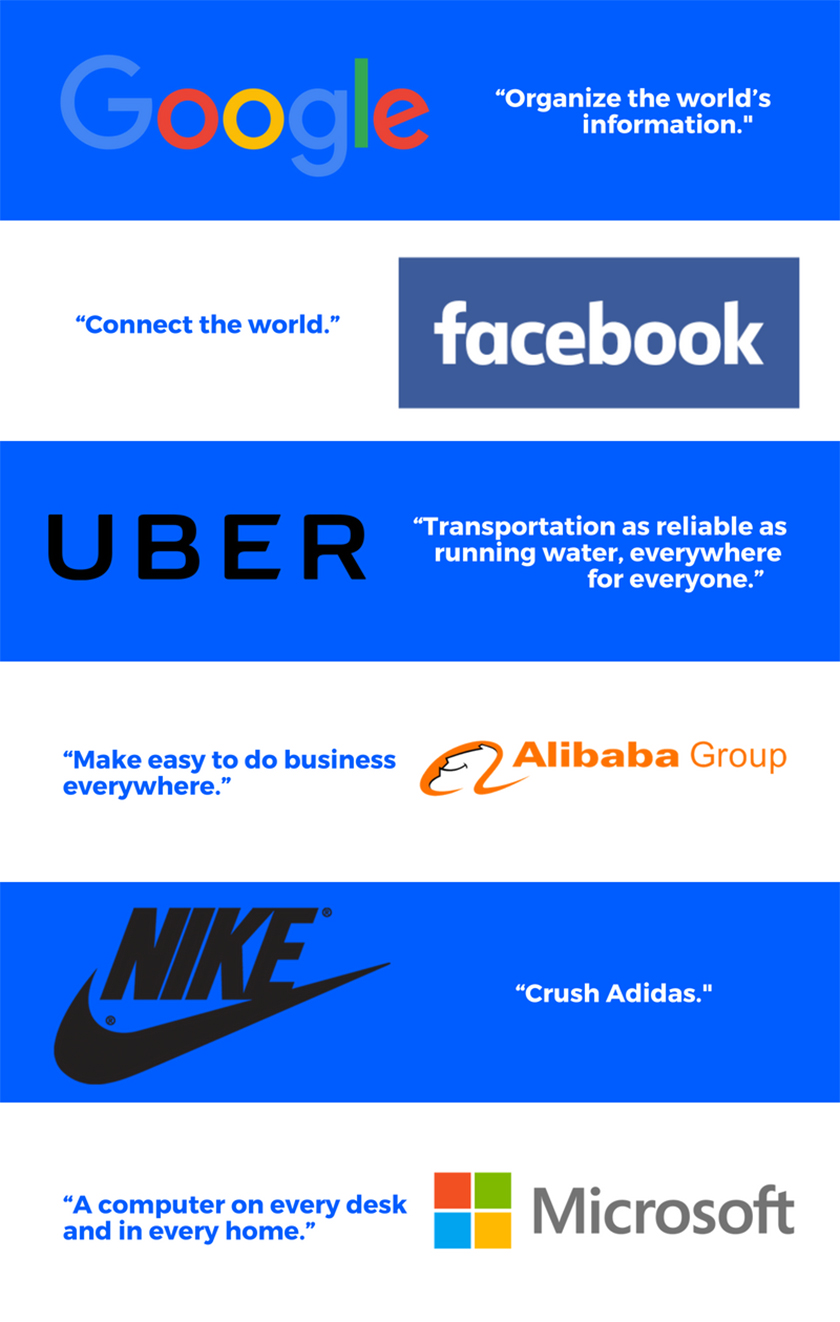 Google
“Organize the world’s
information."
“Connect the world.”
facebook
UBER
“Transportation as reliable as
running water, everywhere
for everyone.”
“Make easy to do business
everywhere.”
Alibaba Group
NIKE®
®
“Crush Adidas."
“A computer on every desk
and in every home.”
Microsoft